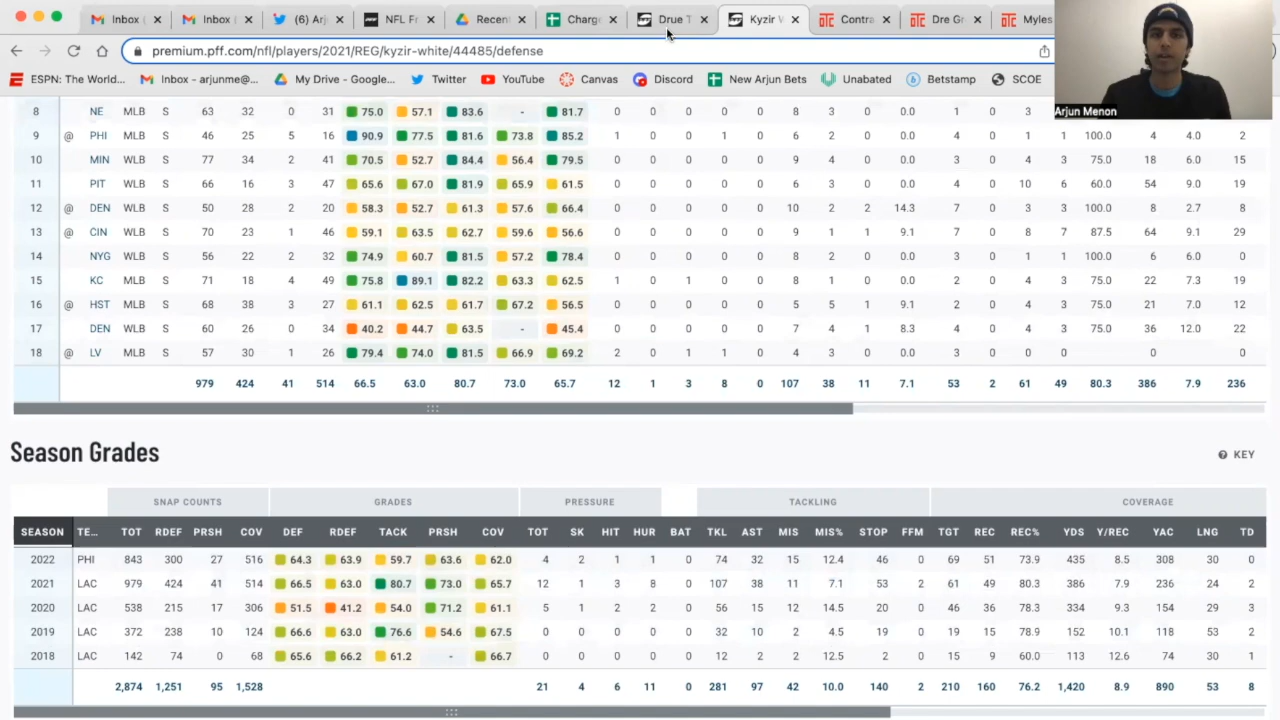 Inbox (
Inbox (
(6) Arj
NFL Fr
Recen
Charge
Drue T
Kyzir W
Contra
Dre Gr
Myles
premium.pff.com/nfl/players/2021/REG/kyzir-white/44485/defense
ESPN: The World...
Inbox - arjunme@...
My Drive - Google...
Twitter
YouTube
Canvas
Discord
New Arjun Bets
Unabated
Betstamp
SCOE
Arjun Menon
8 NE MLB S 63 32 0 31 75.0 57.1 83.6 - 81.7 0 0 0 0 0 8 3 0 0.0 1 0 3
9 @ PHI MLB S 46 25 5 16 90.9 77.5 81.6 73.8 85.2 1 0 0 1 0 6 2 0 0.0 4 0 1 1 100.0 4 4.0 2
10 MIN WLB S 77 34 2 41 70.5 52.7 84.4 56.4 79.5 0 0 0 0 0 9 4 0 0.0 3 0 4 3 75.0 18 6.0 15
11 PIT WLB S 66 16 3 47 65.6 67.0 81.9 65.9 61.5 0 0 0 0 0 6 3 0 0.0 4 0 10 6 60.0 54 9.0 19
12 @ DEN WLB S 50 28 2 20 58.3 52.7 61.3 57.6 66.4 0 0 0 0 0 10 2 2 14.3 7 0 3 3 100.0 8 2.7 8
13 @ CIN WLB S 70 23 1 46 59.1 63.5 62.7 59.6 56.6 0 0 0 0 0 9 1 1 9.1 7 0 8 7 87.5 64 9.1 29
14 NYG WLB S 56 22 2 32 74.9 60.7 81.5 57.2 78.4 0 0 0 0 0 8 2 0 0.0 5 0 1 1 100.0 6 6.0 0
15 KC MLB S 71 18 4 49 75.8 89.1 82.2 63.3 62.5 1 0 1 0 0 8 1 0 0.0 3 2 4 3 75.0 22 7.3 19
16 @ HST MLB S 68 38 3 27 61.1 62.5 61.7 67.2 56.5 0 0 0 0 0 5 5 1 9.1 2 0 4 3 75.0 21 7.0 12
17 DEN WLB S 60 26 0 34 40.2 44.7 63.5 - 45.4 0 0 0 0 0 7 4 1 8.3 2 0 4 3 75.0 36 12.0 22
18 @ LV MLB S 57 30 1 26 79.4 74.0 81.5 66.9 69.2 2 0 1 1 0 4 3 0 0.0 3 0 0 0 0 0
979 424 41 514 66.5 63.0 80.7 73.0 65.7 12 1 3 8 0 107 38 11 7.1 53 2 61 49 80.3 386 7.9 236
Season Grades
KEY
SNAP COUNTS GRADES PRESSURE TACKLING COVERAGE
SEASON TE... TOT RDEF PRSH COV DEF RDEF TACK PRSH COV TOT SK HIT HUR BAT TKL AST MIS MIS% STOP FFM TGT REC REC% YDS Y/REC YAC LNG TD
2022 PHI 843 300 27 516 64.3 63.9 59.7 63.6 62.0 4 2 1 1 0 74 32 15 12.4 46 0 69 51 73.9 435 8.5 308 30 0
2021 LAC 979 424 41 514 66.5 63.0 80.7 73.0 65.7 12 1 3 8 0 107 38 11 7.1 53 2 61 49 80.3 386 7.9 236 24 2
2020 LAC 538 215 17 306 51.5 41.2 54.0 71.2 61.1 5 1 2 2 0 56 15 12 14.5 20 0 46 36 78.3 334 9.3 154 29 3
2019 LAC 372 238 10 124 66.6 63.0 76.6 54.6 67.5 0 0 0 0 0 32 10 2 4.5 19 0 19 15 78.9 152 10.1 118 53 2
2018 LAC 142 74 0 68 65.6 66.2 61.2 - 66.7 0 0 0 0 0 12 2 2 12.5 2 0 15 9 60.0 113 12.6 74 30 1
2,874 1,251 95 1,528 21 4 6 11 0 281 97 42 10.0 140 2 210 160 76.2 1,420 8.9 890 53 8